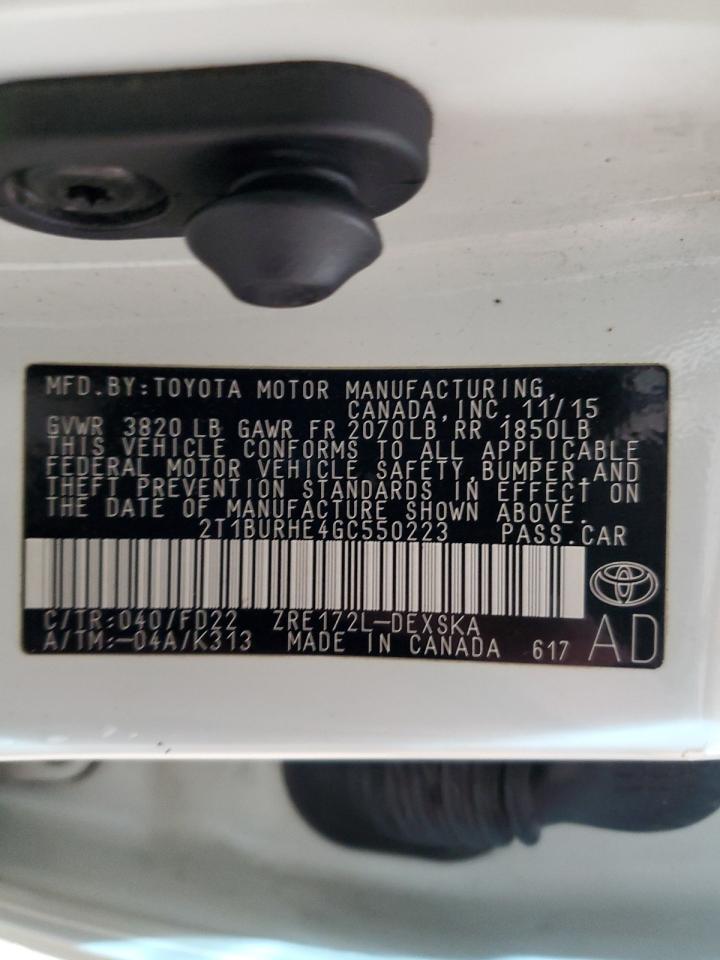 MFD.BY:TOYOTA MOTOR MANUFACTURING,
CANADA,INC. 11/15
GVWR 3820 LB GAWR FR 2070LB RR 1850LB
THIS VEHICLE CONFORMS TO ALL APPLICABLE
FEDERAL MOTOR VEHICLE SAFETY,BUMPER,AND
THEFT PREVENTION STANDARDS IN EFFECT ON
THE DATE OF MANUFACTURE SHOWN ABOVE.
2T1BURHE4GC550223 PASS.CAR
C/TR:040/FD22 ZRE172L-DEXSKA
A/TM:-04A/K313 MADE IN CANADA 617 AD